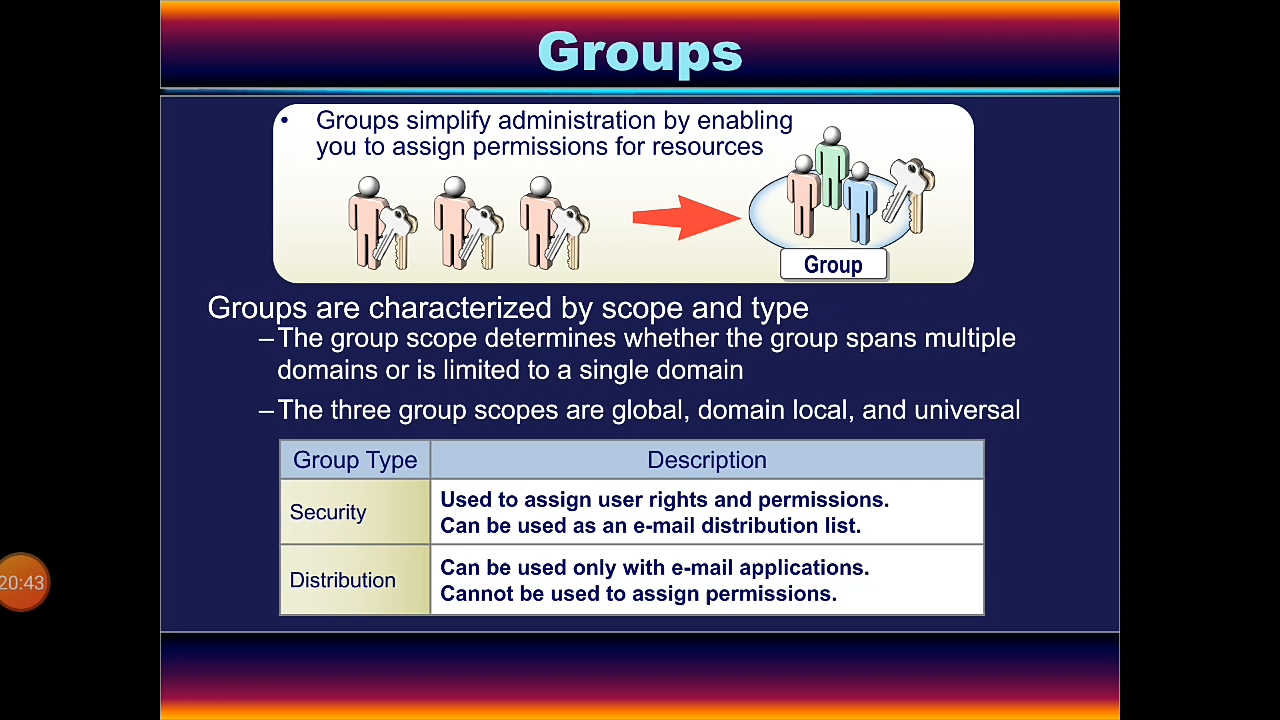 Groups
• Groups simplify administration by enabling
you to assign permissions for resources
Group
Groups are characterized by scope and type
– The group scope determines whether the group spans multiple
domains or is limited to a single domain
– The three group scopes are global, domain local, and universal
Group Type Description
Security
Used to assign user rights and permissions.
Can be used as an e-mail distribution list.
Distribution
Can be used only with e-mail applications.
Cannot be used to assign permissions.
20:43